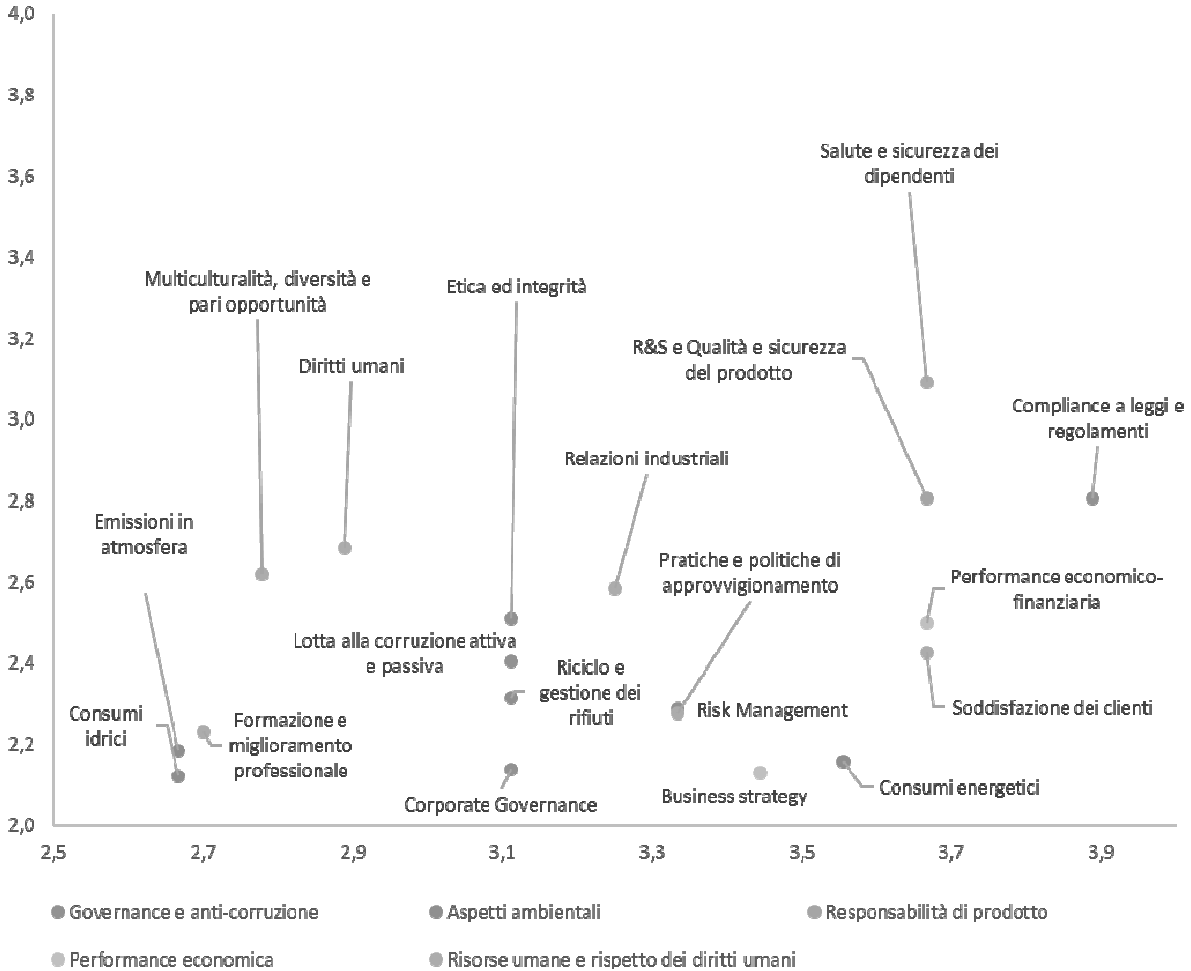 4,0
3,8
3,6
3,4
3,2
3,0
2,8
2,6
2,4
2,2
2,0
Salute e sicurezza dei
dipendenti
Multiculturalità, diversità e
pari opportunità
Etica ed integrità
R&S e Qualità e sicurezza
del prodotto
Diritti umani
Compliance a leggi e
regolamenti
Relazioni industriali
Emissioni in
atmosfera
Pratiche e politiche di
approvvigionamento
Performance economico-
finanziaria
Lotta alla corruzione attiva
e passiva
Riciclo e
gestione dei
rifiuti
Risk Management
Soddisfazione dei clienti
Consumi
idrici
Formazione e
miglioramento
professionale
Corporate Governance
Business strategy
Consumi energetici
2,5 2,7 2,9 3,1 3,3 3,5 3,7 3,9
Governance e anti-corruzione Aspetti ambientali Responsabilità di prodotto
Performance economica Risorse umane e rispetto dei diritti umani